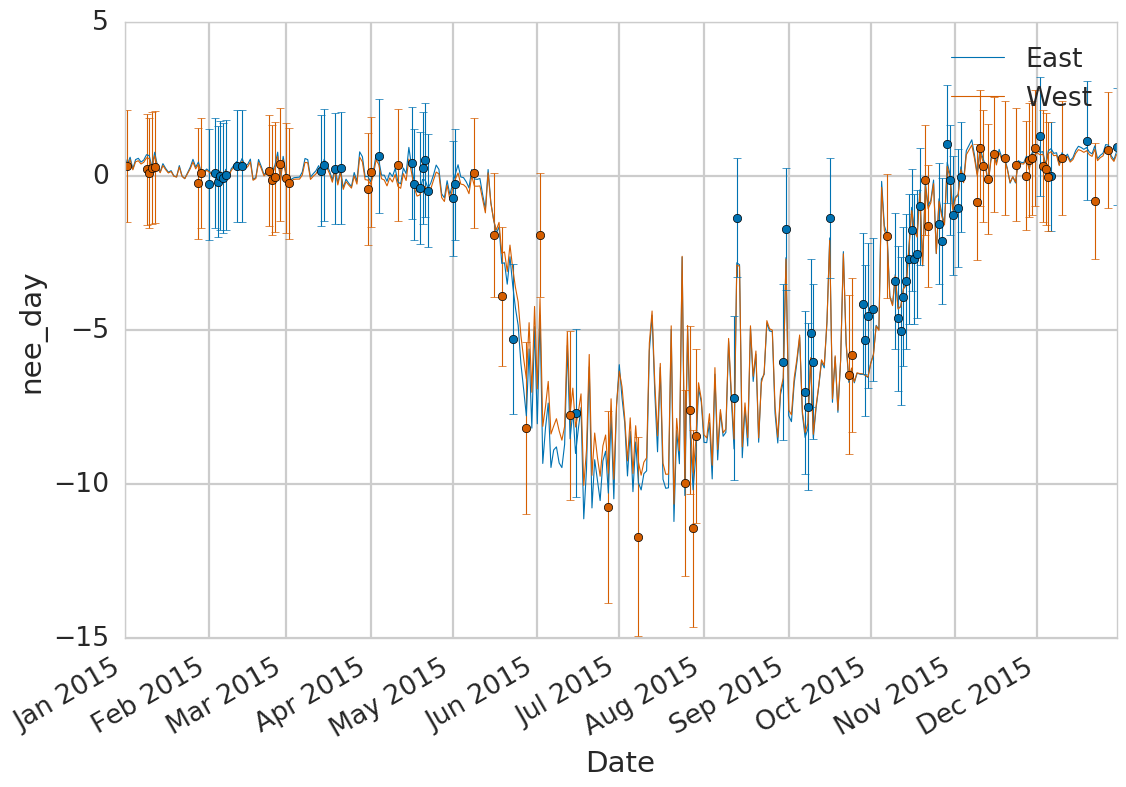 5
0
−5
−10
−15
nee_day
East
West
Jan 2015
Feb 2015
Mar 2015
Apr 2015
May 2015
Jun 2015
Jul 2015
Aug 2015
Sep 2015
Oct 2015
Nov 2015
Dec 2015
Date